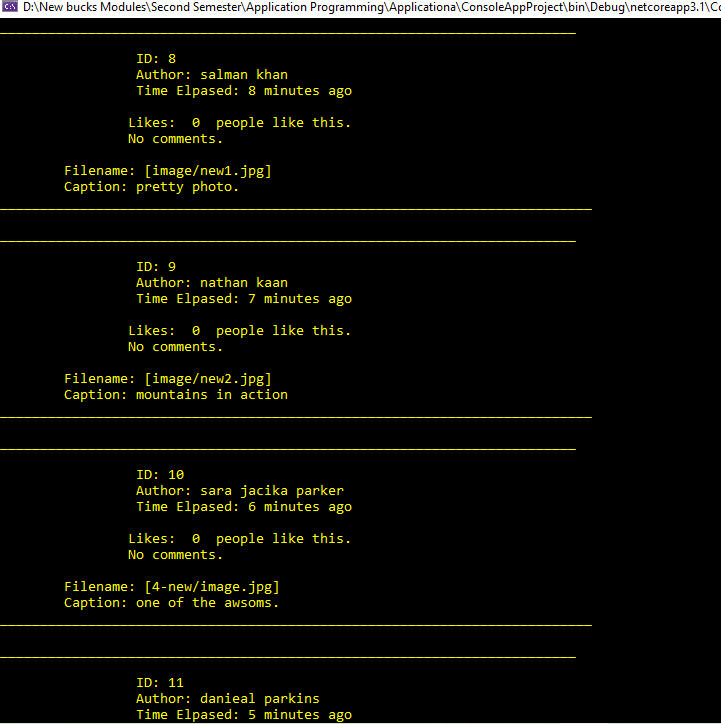 D:\New bucks Modules\Second Semester\Application Programming\Applicationa\ConsoleAppProject\bin\Debug\netcoreapp3.1\Co
ID: 8
Author: salman khan
Time Elpased: 8 minutes ago
Likes:  0  people like this.
No comments.
Filename: [image/new1.jpg]
Caption: pretty photo.
ID: 9
Author: nathan kaan
Time Elpased: 7 minutes ago
Likes:  0  people like this.
No comments.
Filename: [image/new2.jpg]
Caption: mountains in action
ID: 10
Author: sara jacika parker
Time Elpased: 6 minutes ago
Likes:  0  people like this.
No comments.
Filename: [4-new/image.jpg]
Caption: one of the awsoms.
ID: 11
Author: danieal parkins
Time Elpased: 5 minutes ago